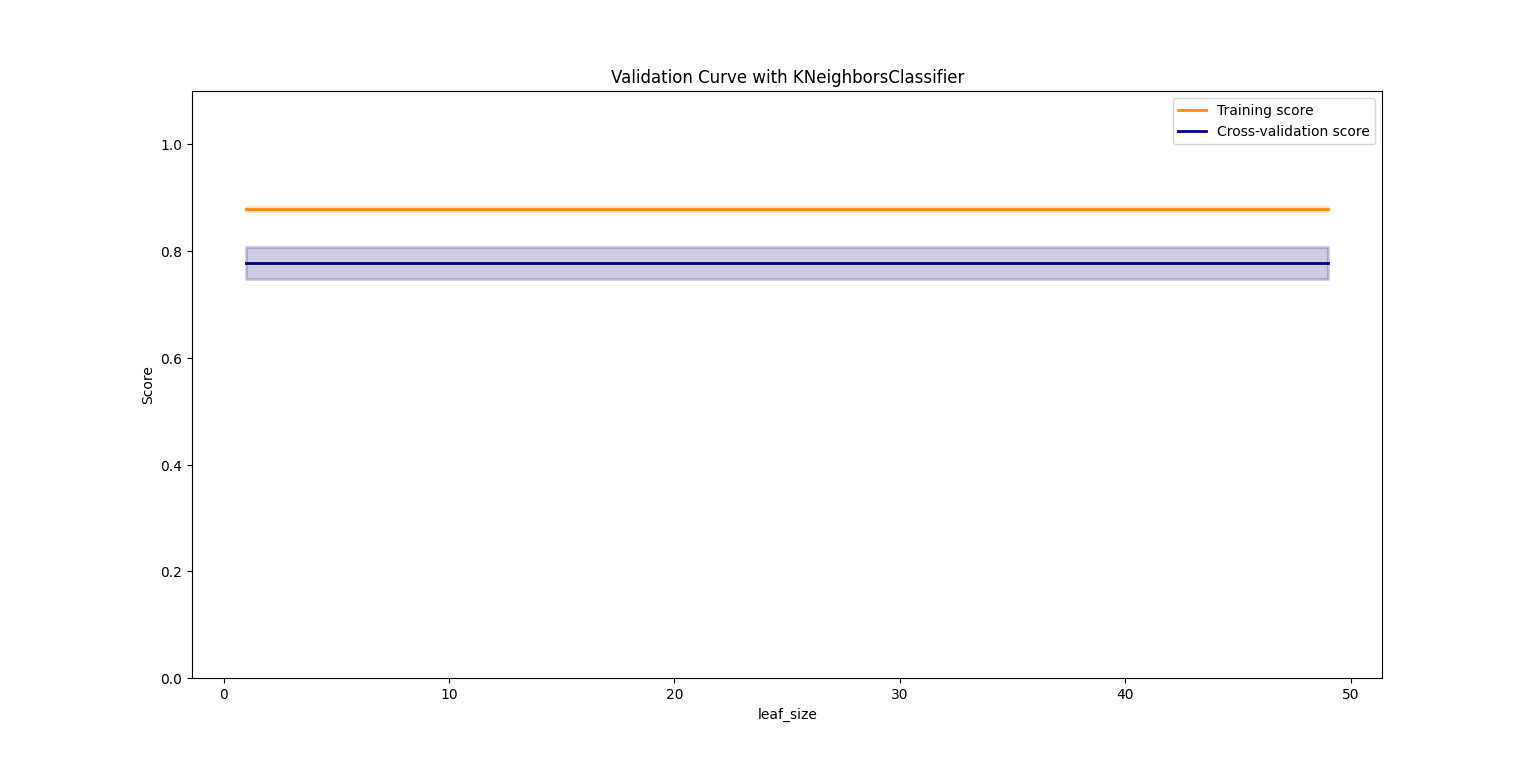 Validation Curve with KNeighborsClassifier
Training score
Cross-validation score
1.0
0.8
0.6
0.4
0.2
0.0
Score
0 10 20 30 40 50
leaf_size